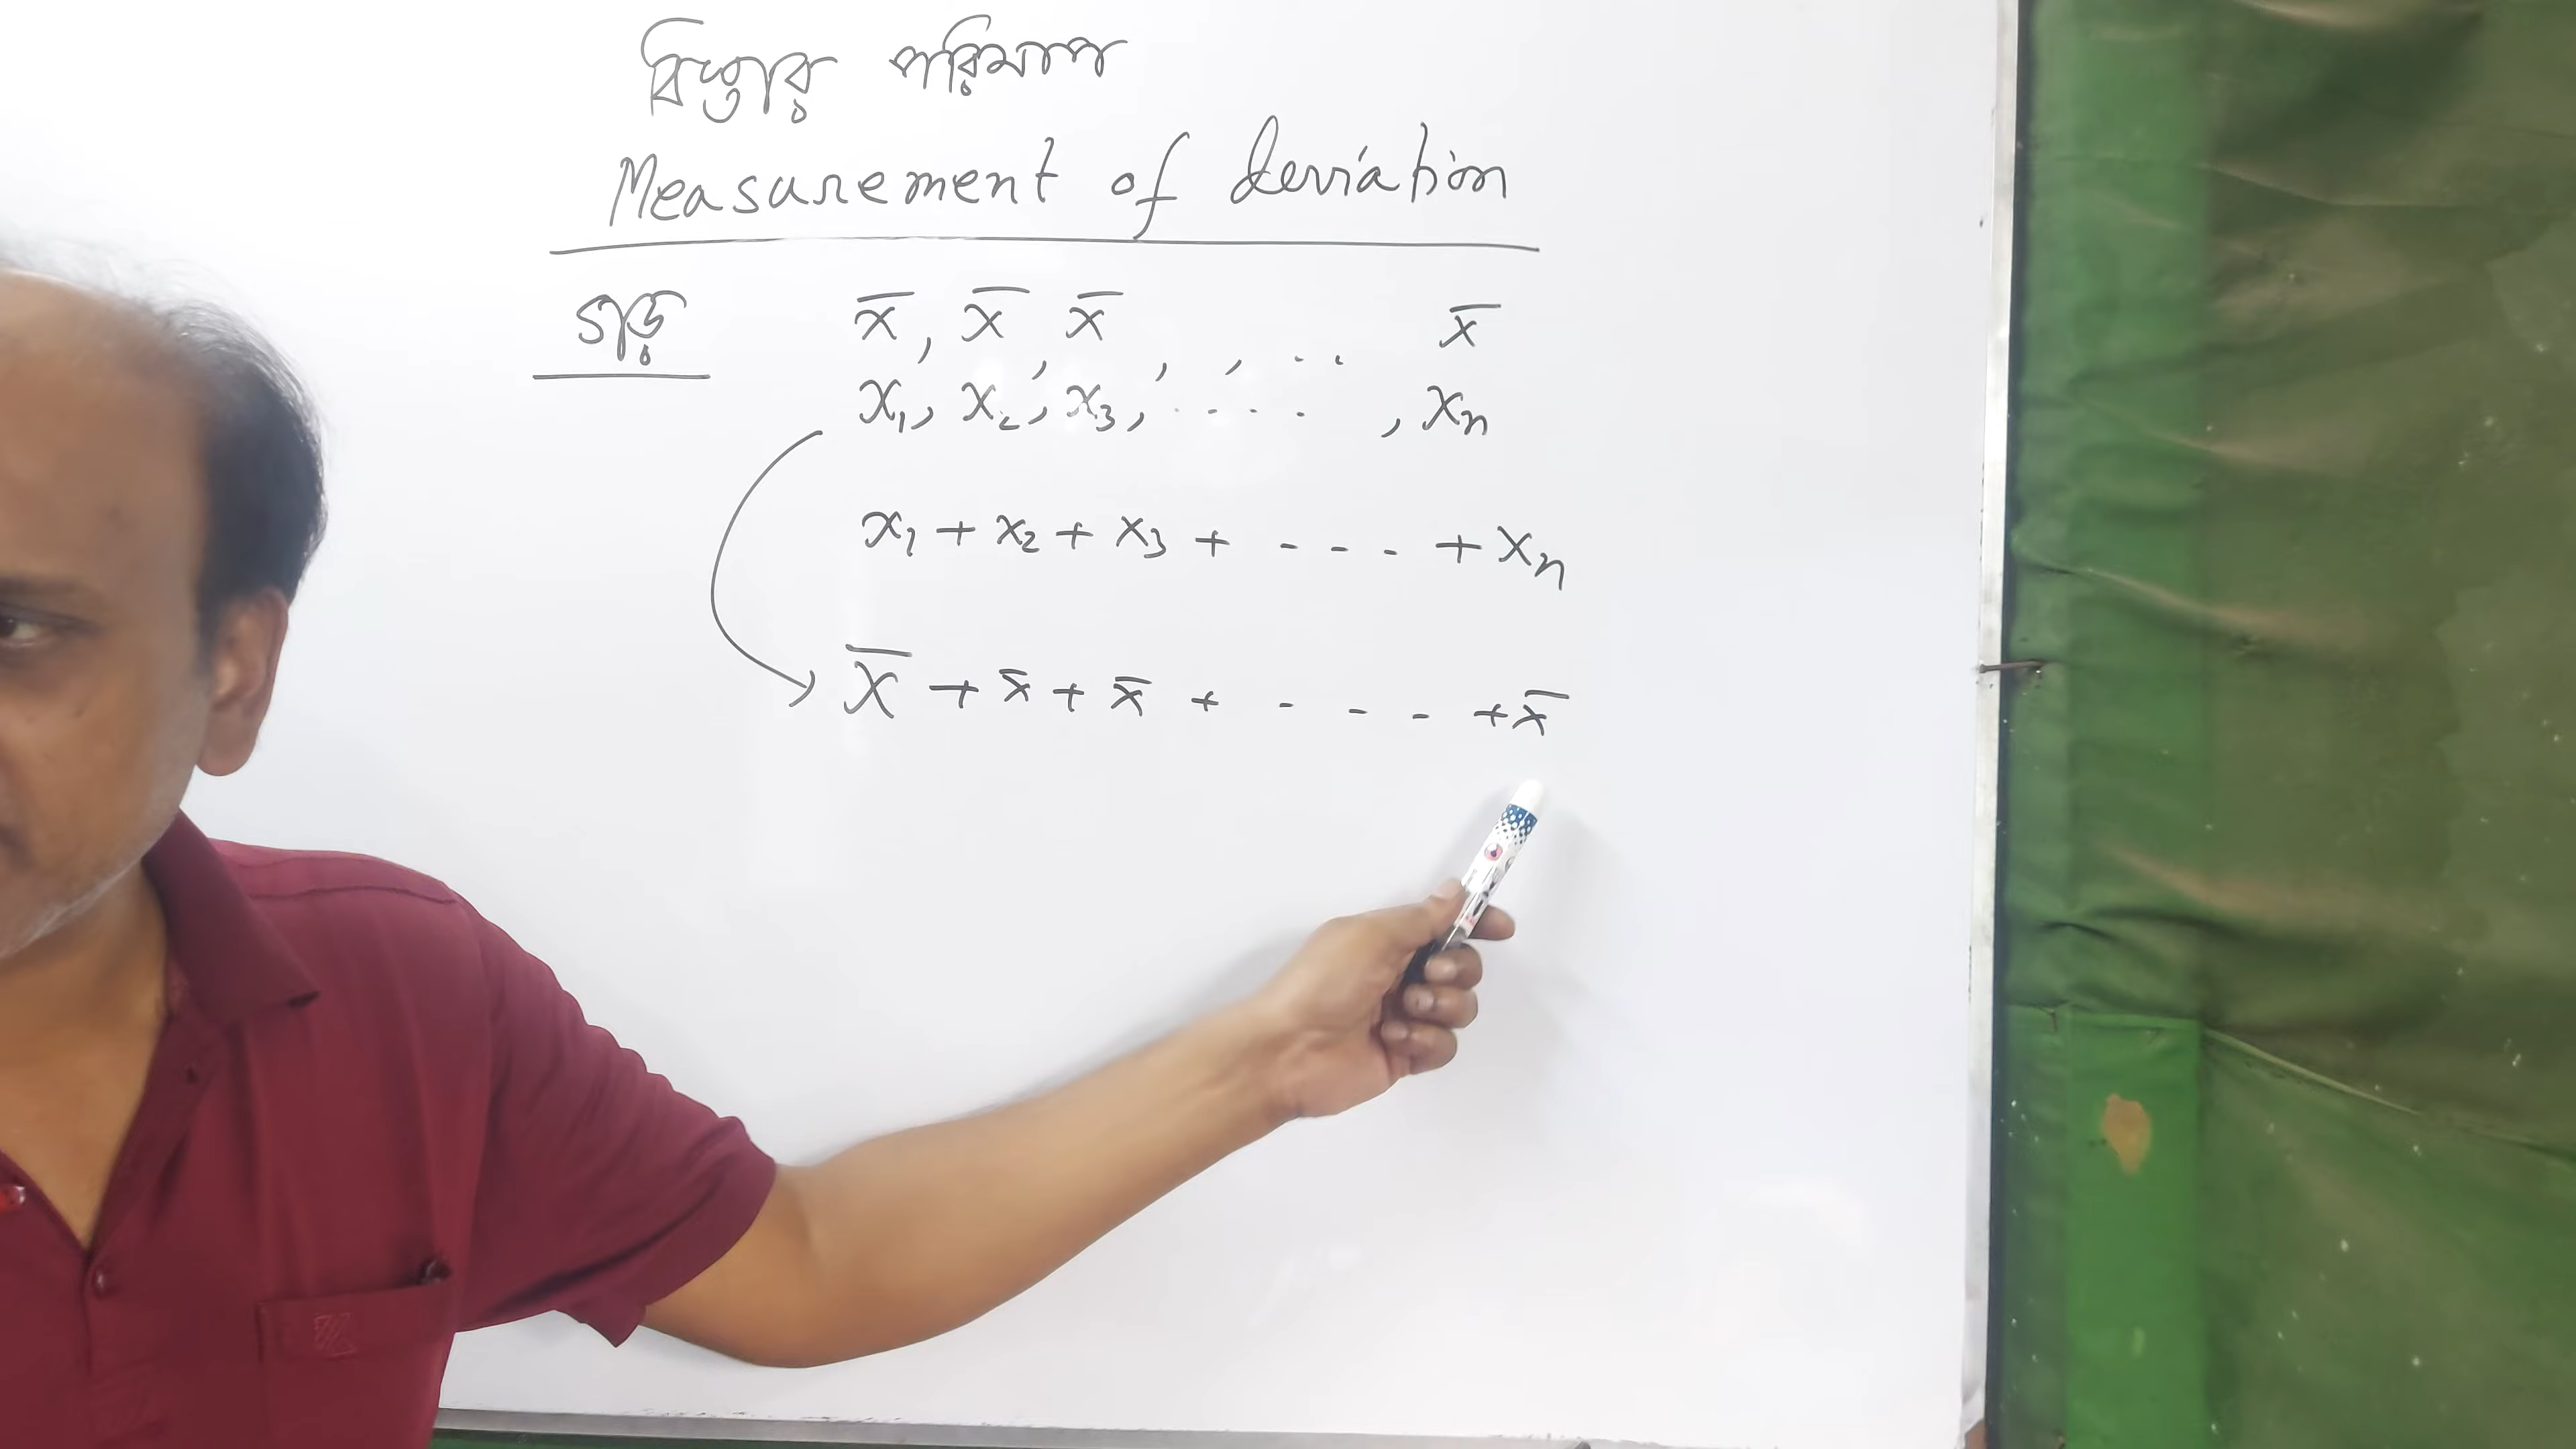 বিস্তার পরিমাপ
Measurement of deviation
গড় x̅, x̅, x̅, , .. x̅
x₁, x₂, x₃, ...., xₙ
x₁ + x₂ + x₃ + - - - + xₙ
x̅ + x̅ + x̅ + - - - + x̅